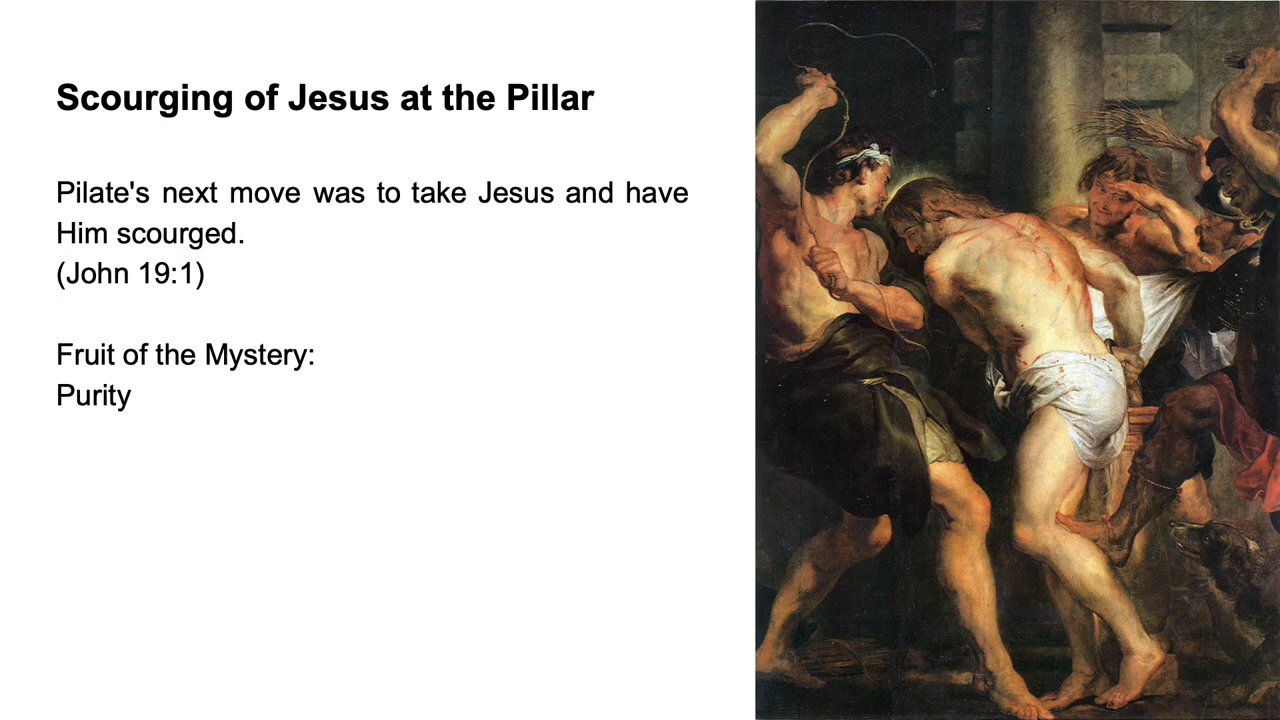 Scourging of Jesus at the Pillar
Pilate's next move was to take Jesus and have
Him scourged.
(John 19:1)
Fruit of the Mystery:
Purity